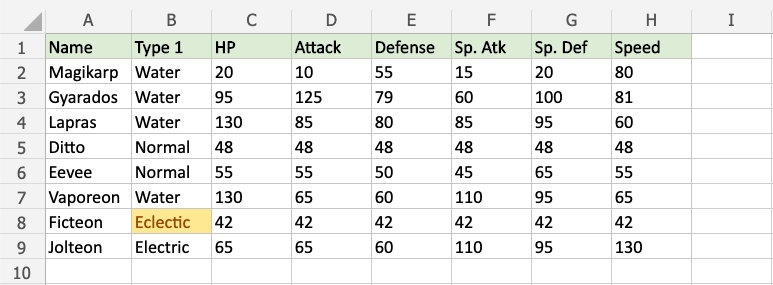 A B C D E F G H I
1 Name Type 1 HP Attack Defense Sp. Atk Sp. Def Speed
2 Magikarp Water 20 10 55 15 20 80
3 Gyarados Water 95 125 79 60 100 81
4 Lapras Water 130 85 80 85 95 60
5 Ditto Normal 48 48 48 48 48 48
6 Eevee Normal 55 55 50 45 65 55
7 Vaporeon Water 130 65 60 110 95 65
8 Ficteon Eclectic 42 42 42 42 42 42
9 Jolteon Electric 65 65 60 110 95 130
10